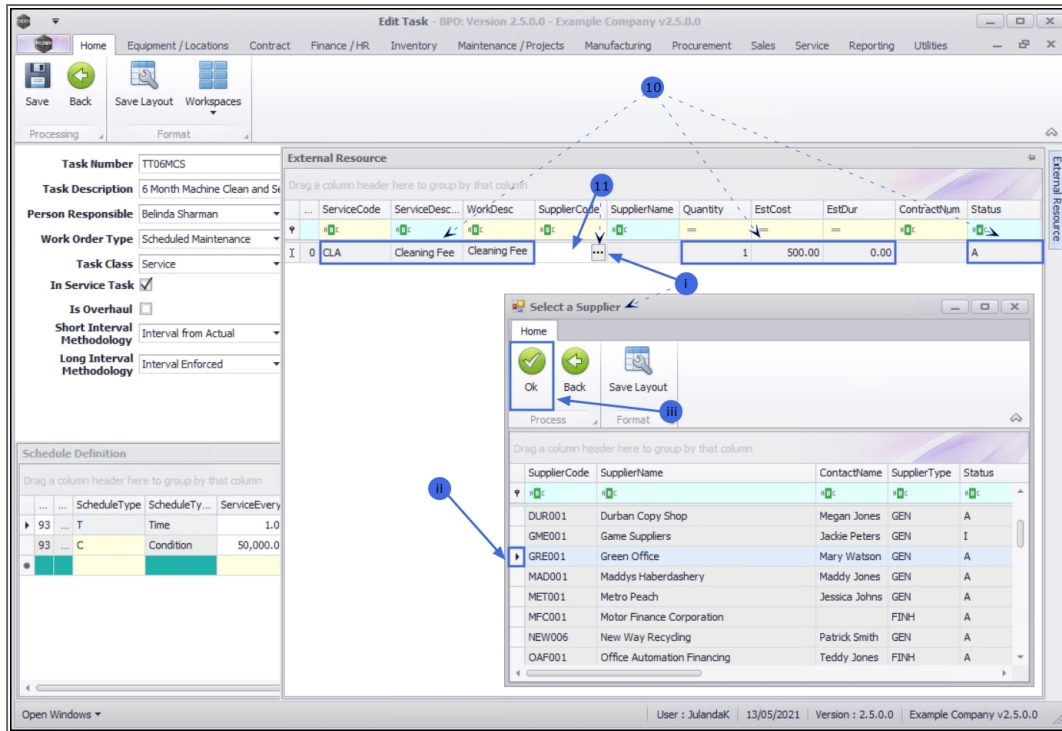 Edit Task - BPO: Version 2.5.0.0 - Example Company v2.5.0.0
Home Equipment / Locations Contract Finance / HR Inventory Maintenance / Projects Manufacturing Procurement Sales Service Reporting Utilities
Save Back Save Layout Workspaces
Processing Format
10
Task Number TT06MCS
Task Description 6 Month Machine Clean and Se
Person Responsible Belinda Sharman
Work Order Type Scheduled Maintenance
Task Class Service
In Service Task
Is Overhaul
Short Interval Methodology Interval from Actual
Long Interval Methodology Interval Enforced
External Resource
External Resource
Drag a column header here to group by that column
11
... ServiceCode ServiceDesc... WorkDesc SupplierCode SupplierName Quantity EstCost EstDur ContractNum Status
I 0 CLA Cleaning Fee Cleaning Fee ... 1 500.00 0.00 A
i
Select a Supplier
Home
Ok Back Save Layout
iii
Process Format
Drag a column header here to group by that column
SupplierCode SupplierName ContactName SupplierType Status
DUR001 Durban Copy Shop Megan Jones GEN A
GME001 Game Suppliers Jackie Peters GEN I
ii
GRE001 Green Office Mary Watson GEN A
MAD001 Maddys Haberdashery Maddy Jones GEN A
MET001 Metro Peach Jessica Johns GEN A
MFC001 Motor Finance Corporation FINH A
NEW006 New Way Recycling Patrick Smith GEN A
OAF001 Office Automation Financing Teddy Jones FINH A
Schedule Definition
Drag a column header here to group by that column
... ... ScheduleType ScheduleTy... ServiceEvery
93 ... T Time 1.0
93 ... C Condition 50,000.0
Open Windows User : JulandaK 13/05/2021 Version : 2.5.0.0 Example Company v2.5.0.0